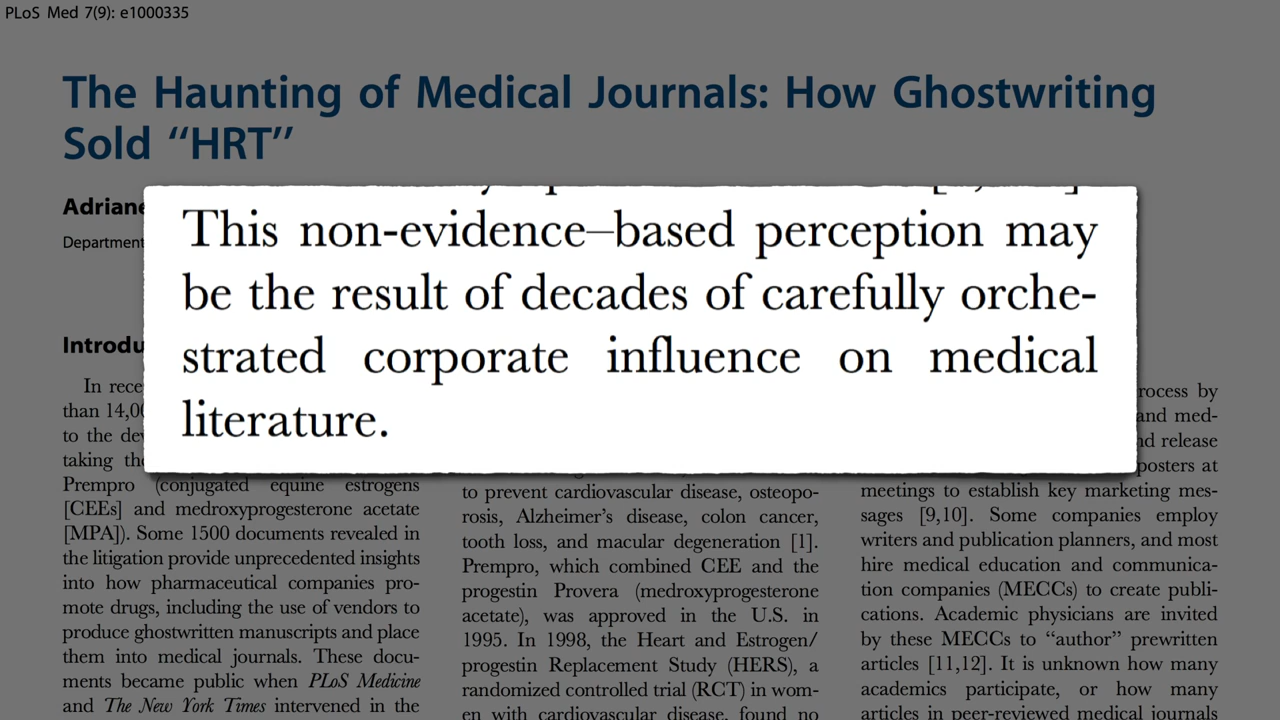 PLoS Med 7(9): e1000335
The Haunting of Medical Journals: How Ghostwriting
Sold “HRT”
Adriane
Department
This non-evidence–based perception may
be the result of decades of carefully orche-
strated corporate influence on medical
literature.
Introdu
In rece
than 14,00
to the dev
taking the
Prempro (conjugated equine estrogens
[CEEs] and medroxyprogesterone acetate
[MPA]). Some 1500 documents revealed in
the litigation provide unprecedented insights
into how pharmaceutical companies pro-
mote drugs, including the use of vendors to
produce ghostwritten manuscripts and place
them into medical journals. These docu-
ments became public when PLoS Medicine
and The New York Times intervened in the
to prevent cardiovascular disease, osteopo-
rosis, Alzheimer’s disease, colon cancer,
tooth loss, and macular degeneration [1].
Prempro, which combined CEE and the
progestin Provera (medroxyprogesterone
acetate), was approved in the U.S. in
1995. In 1998, the Heart and Estrogen/
progestin Replacement Study (HERS), a
randomized controlled trial (RCT) in wom-
en with cardiovascular disease, found no
rocess by
and med-
nd release
posters at
meetings to establish key marketing mes-
sages [9,10]. Some companies employ
writers and publication planners, and most
hire medical education and communica-
tion companies (MECCs) to create publi-
cations. Academic physicians are invited
by these MECCs to “author” prewritten
articles [11,12]. It is unknown how many
academics participate, or how many
articles in peer-reviewed medical journals